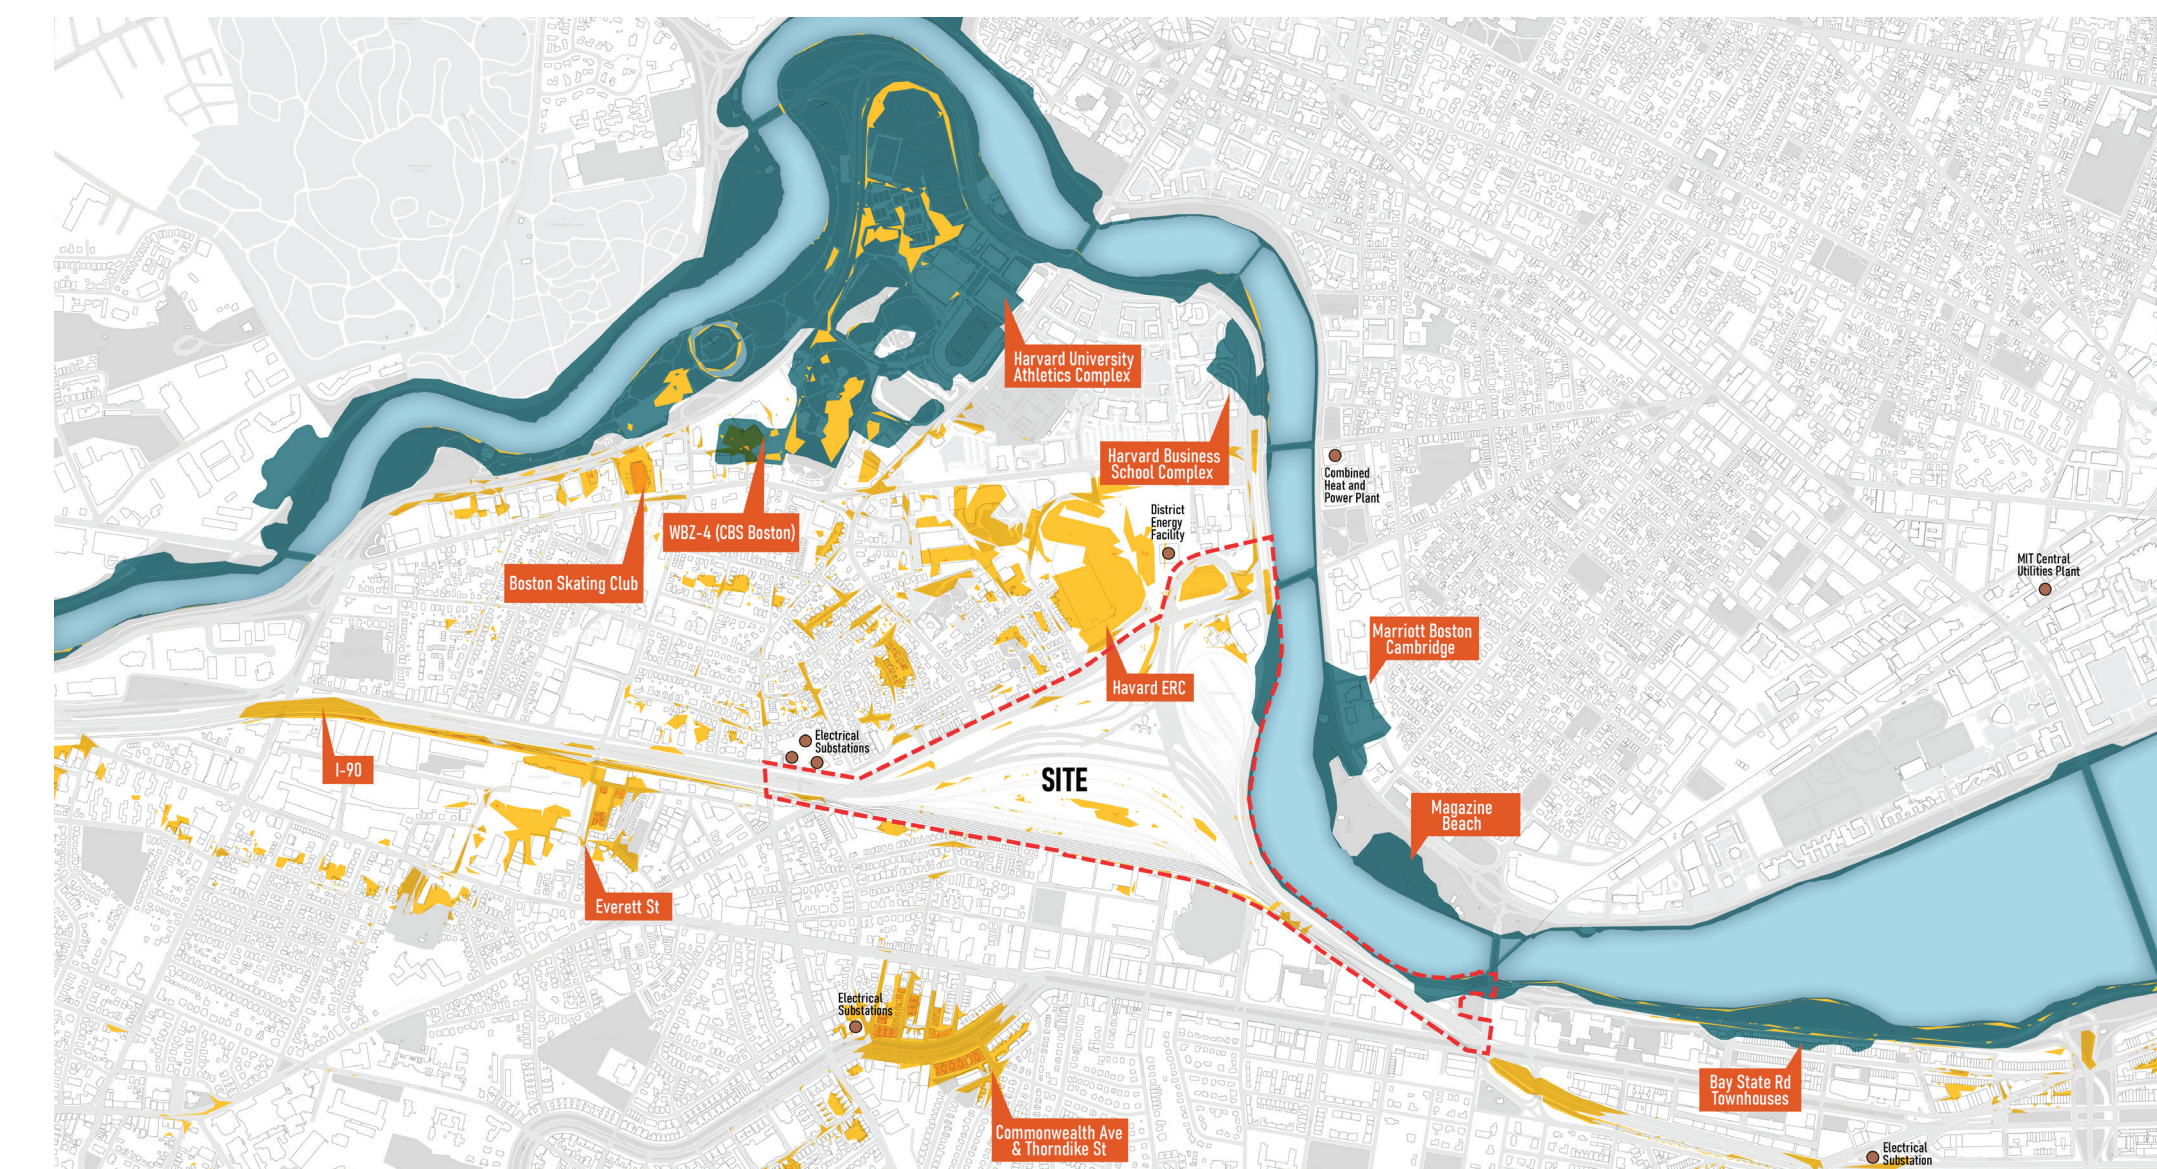 Harvard University
Athletics Complex
Harvard Business
School Complex
Combined
Heat and
Power Plant
District
Energy
Facility
WBZ-4 (CBS Boston)
Boston Skating Club
MIT Central
Utilities Plant
Marriott Boston
Cambridge
Havard ERC
Electrical
Substations
I-90
SITE
Magazine
Beach
Everett St
Electrical
Substations
Bay State Rd
Townhouses
Commonwealth Ave
& Thorndike St
Electrical
Substation